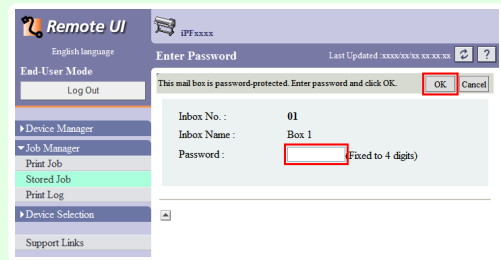 Remote UI
English language
End-User Mode
Log Out
Device Manager
Job Manager
Print Job
Stored Job
Print Log
Device Selection
Support Links
iPFxxxx
Enter Password
Last Updated :xxxx/xx/xx xx:xx:xx
?
This mail box is password-protected. Enter password and click OK.
OK
Cancel
Inbox No. : 01
Inbox Name : Box 1
Password : (Fixed to 4 digits)